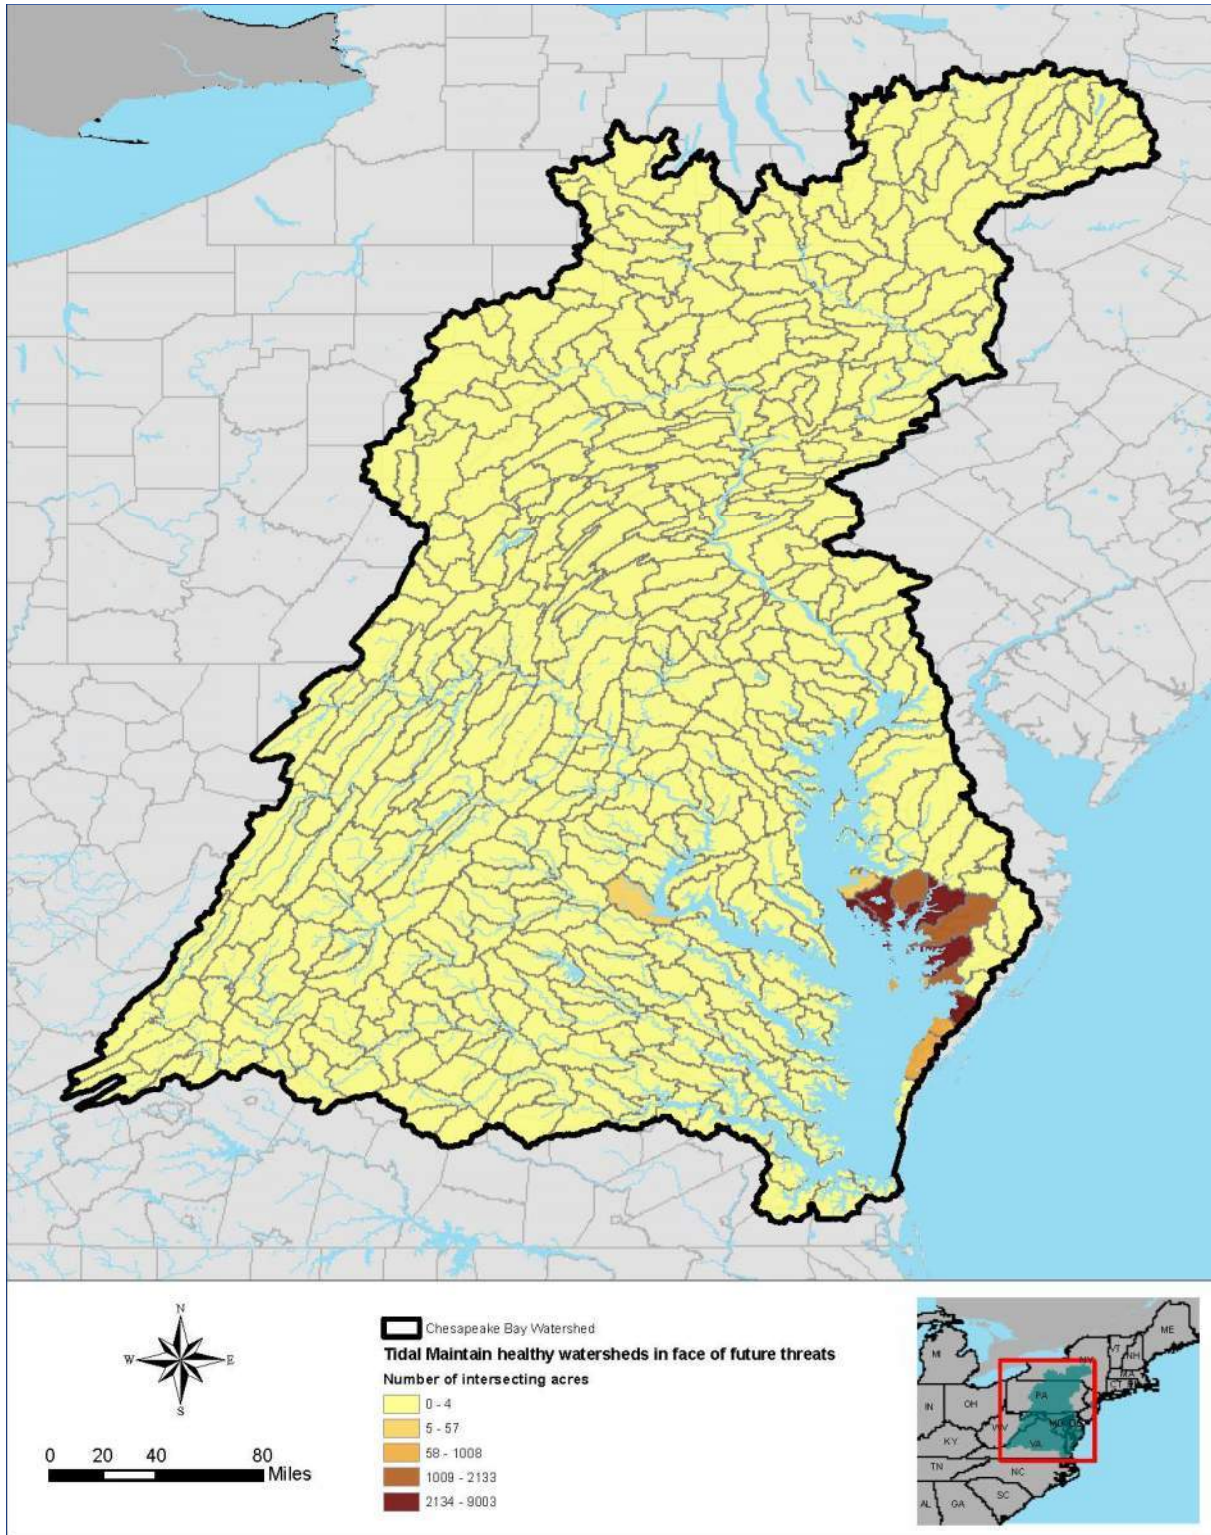 N
W E
S
0 20 40 80
Miles
Chesapeake Bay Watershed
Tidal Maintain healthy watersheds in face of future threats
Number of intersecting acres
0 - 4
5 - 57
58 - 1008
1009 - 2133
2134 - 9003
ME
VT
NH
MI
NY
MA
CT
PA
IN
OH
WV
KY
VA
TN
NC
SC
AL
GA